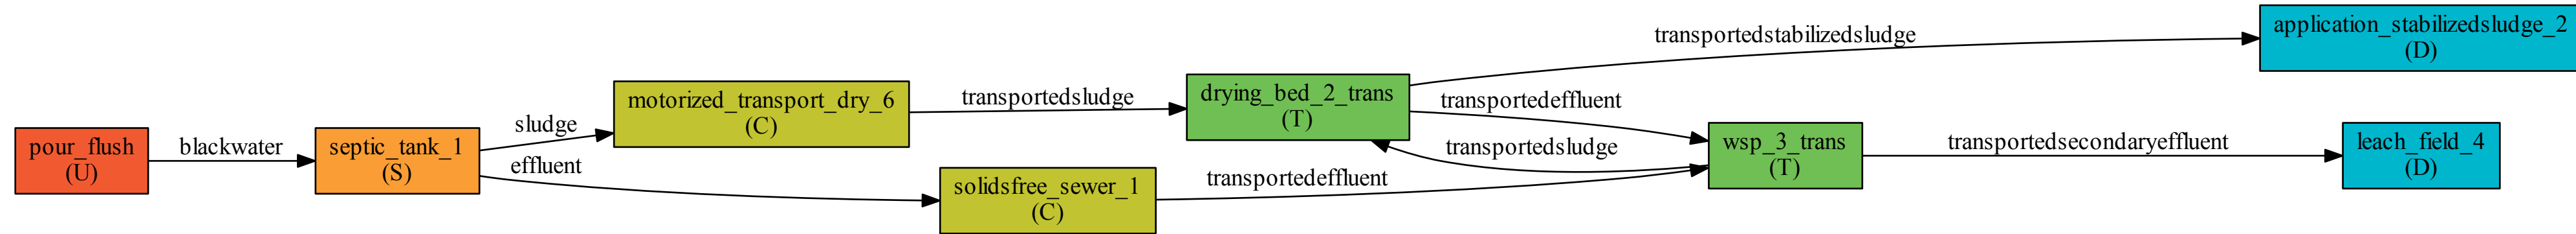 pour_flush
(U)
blackwater
septic_tank_1
(S)
sludge
effluent
motorized_transport_dry_6
(C)
solidsfree_sewer_1
(C)
transportedsludge
transportedeffluent
drying_bed_2_trans
(T)
transportedstabilizedsludge
transportedeffluent
transportedsludge
wsp_3_trans
(T)
transportedsecondaryeffluent
application_stabilizedsludge_2
(D)
leach_field_4
(D)